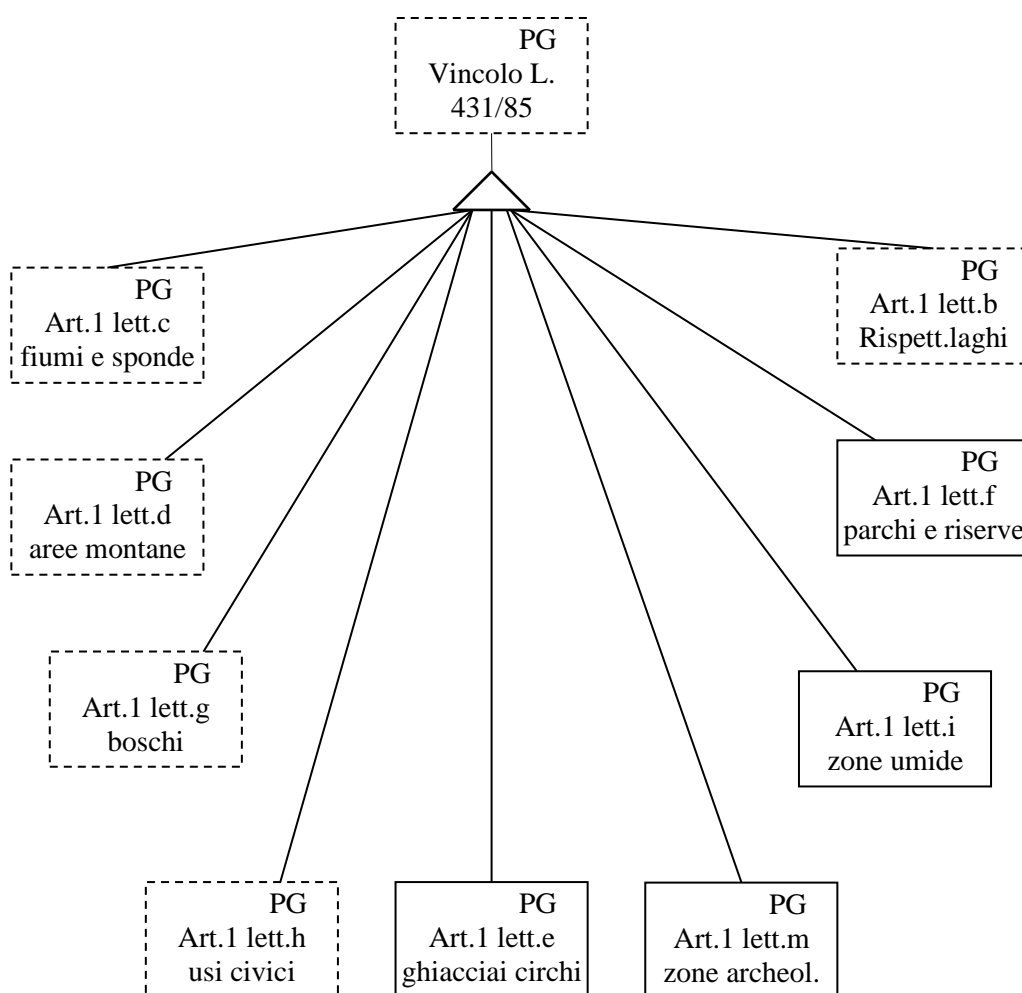 PG
Vincolo L.
431/85
PG
Art.1 lett.c
fiumi e sponde
PG
Art.1 lett.b
Rispett.laghi
PG
Art.1 lett.d
aree montane
PG
Art.1 lett.f
parchi e riserve
PG
Art.1 lett.g
boschi
PG
Art.1 lett.i
zone umide
PG
Art.1 lett.h
usi civici
PG
Art.1 lett.e
ghiacciai circhi
PG
Art.1 lett.m
zone archeol.